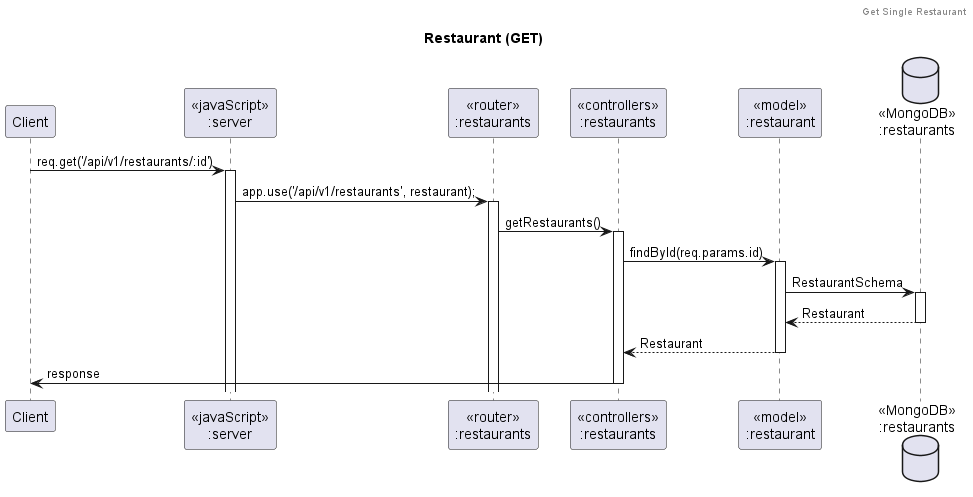 Get Single Restaurant
Restaurant (GET)
Client
«javaScript»
:server
«router»
:restaurants
«controllers»
:restaurants
«model»
:restaurant
«MongoDB»
:restaurants
req.get('/api/v1/restaurants/:id')
app.use('/api/v1/restaurants', restaurant);
getRestaurants()
findById(req.params.id)
RestaurantSchema
Restaurant
Restaurant
response
Client
«javaScript»
:server
«router»
:restaurants
«controllers»
:restaurants
«model»
:restaurant
«MongoDB»
:restaurants